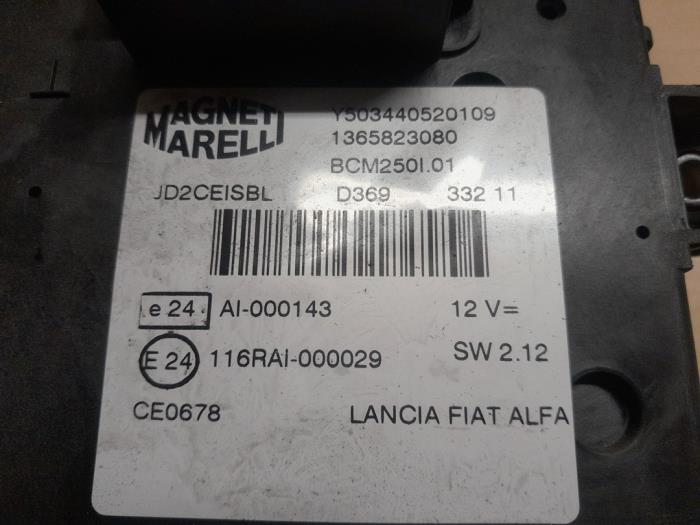 MAGNETI MARELLI
Y503440520109
1365823080
BCM250I.01
JD2CEISBL D369 332 11
e 24 AI-000143 12 V=
E 24 116RAI-000029 SW 2.12
CE0678 LANCIA FIAT ALFA